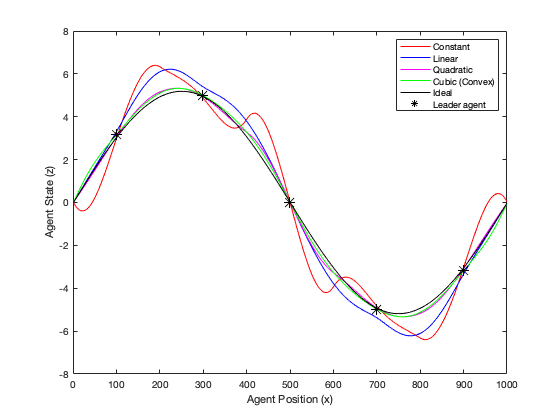 8
6
4
2
0
-2
-4
-6
-8
Agent State (z)
Constant
Linear
Quadratic
Cubic (Convex)
Ideal
Leader agent
0 100 200 300 400 500 600 700 800 900 1000
Agent Position (x)